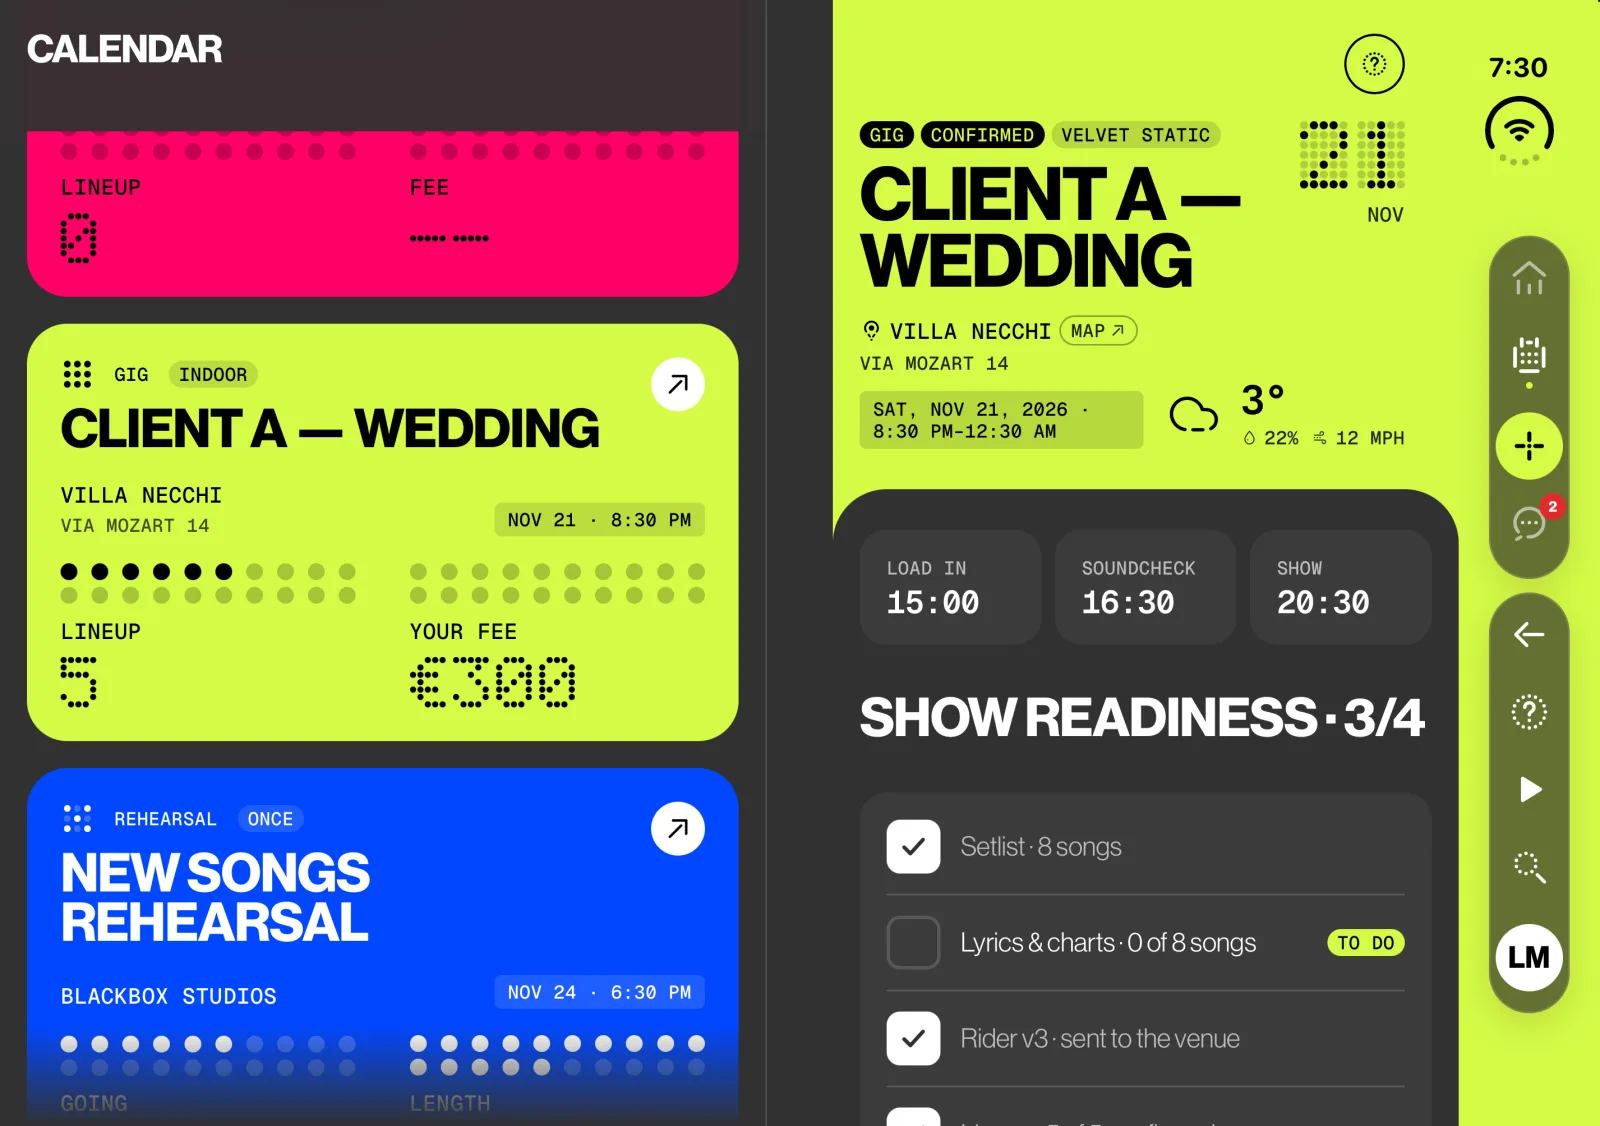 CALENDAR
LINEUP
FEE
0
GIG
INDOOR
CLIENT A — WEDDING
VILLA NECCHI
VIA MOZART 14
NOV 21 · 8:30 PM
LINEUP
YOUR FEE
5
€300
REHEARSAL
ONCE
NEW SONGS
REHEARSAL
BLACKBOX STUDIOS
NOV 24 · 6:30 PM
GOING
LENGTH
GIG
CONFIRMED
VELVET STATIC
21
NOV
CLIENT A —
WEDDING
VILLA NECCHI
MAP
VIA MOZART 14
SAT, NOV 21, 2026 ·
8:30 PM–12:30 AM
3°
22%
12 MPH
LOAD IN
15:00
SOUNDCHECK
16:30
SHOW
20:30
SHOW READINESS · 3/4
Setlist · 8 songs
Lyrics & charts · 0 of 8 songs
TO DO
Rider v3 · sent to the venue
7:30
2
LM